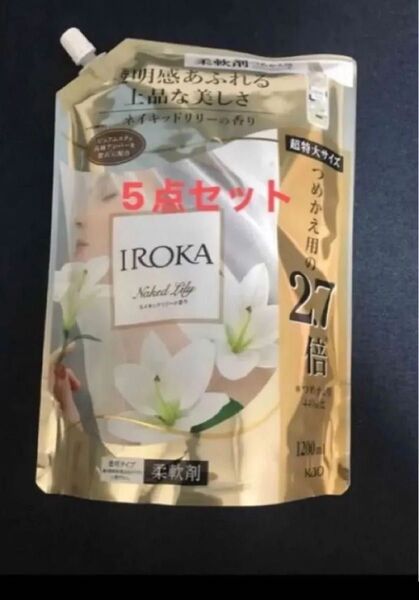 柔軟剤
透明感あふれる
上品な美しさ
ネイキッドリリーの香り
5点セット
IROKA
Naked Lily
ネイキッドリリーの香り
超特大サイズ
つめかえ用の
2.7倍
1200ml
KAO
柔軟剤